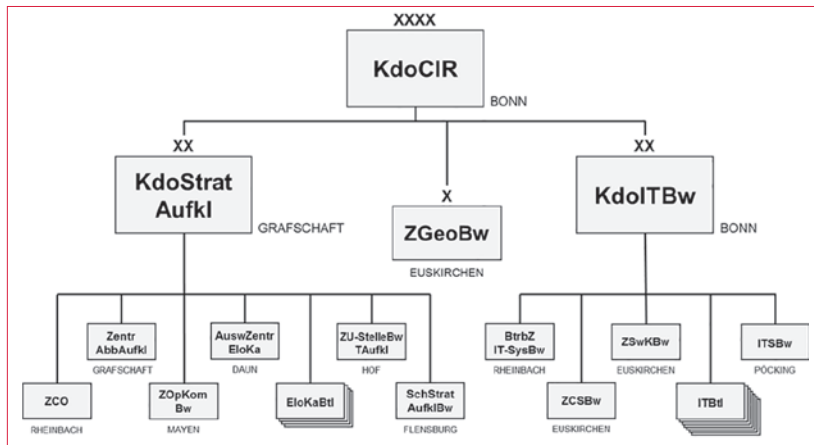 XXXX
KdoCIR
BONN
XX
KdoStrat
Aufkl
GRAFSCHAFT
X
ZGeoBw
EUSKIRCHEN
XX
KdoITBw
BONN
Zentr
AbbAufkl
GRAFSCHAFT
AuswZentr
EloKa
DAUN
ZU-StelleBw
TAufkl
HOF
BtrbZ
IT-SysBw
RHEINBACH
ZSwKBw
EUSKIRCHEN
ITSBw
PÖCKING
ZCO
RHEINBACH
ZOpKom
Bw
MAYEN
EloKaBtl
SchStrat
AufklBw
FLENSBURG
ZCSBw
EUSKIRCHEN
ITBtl